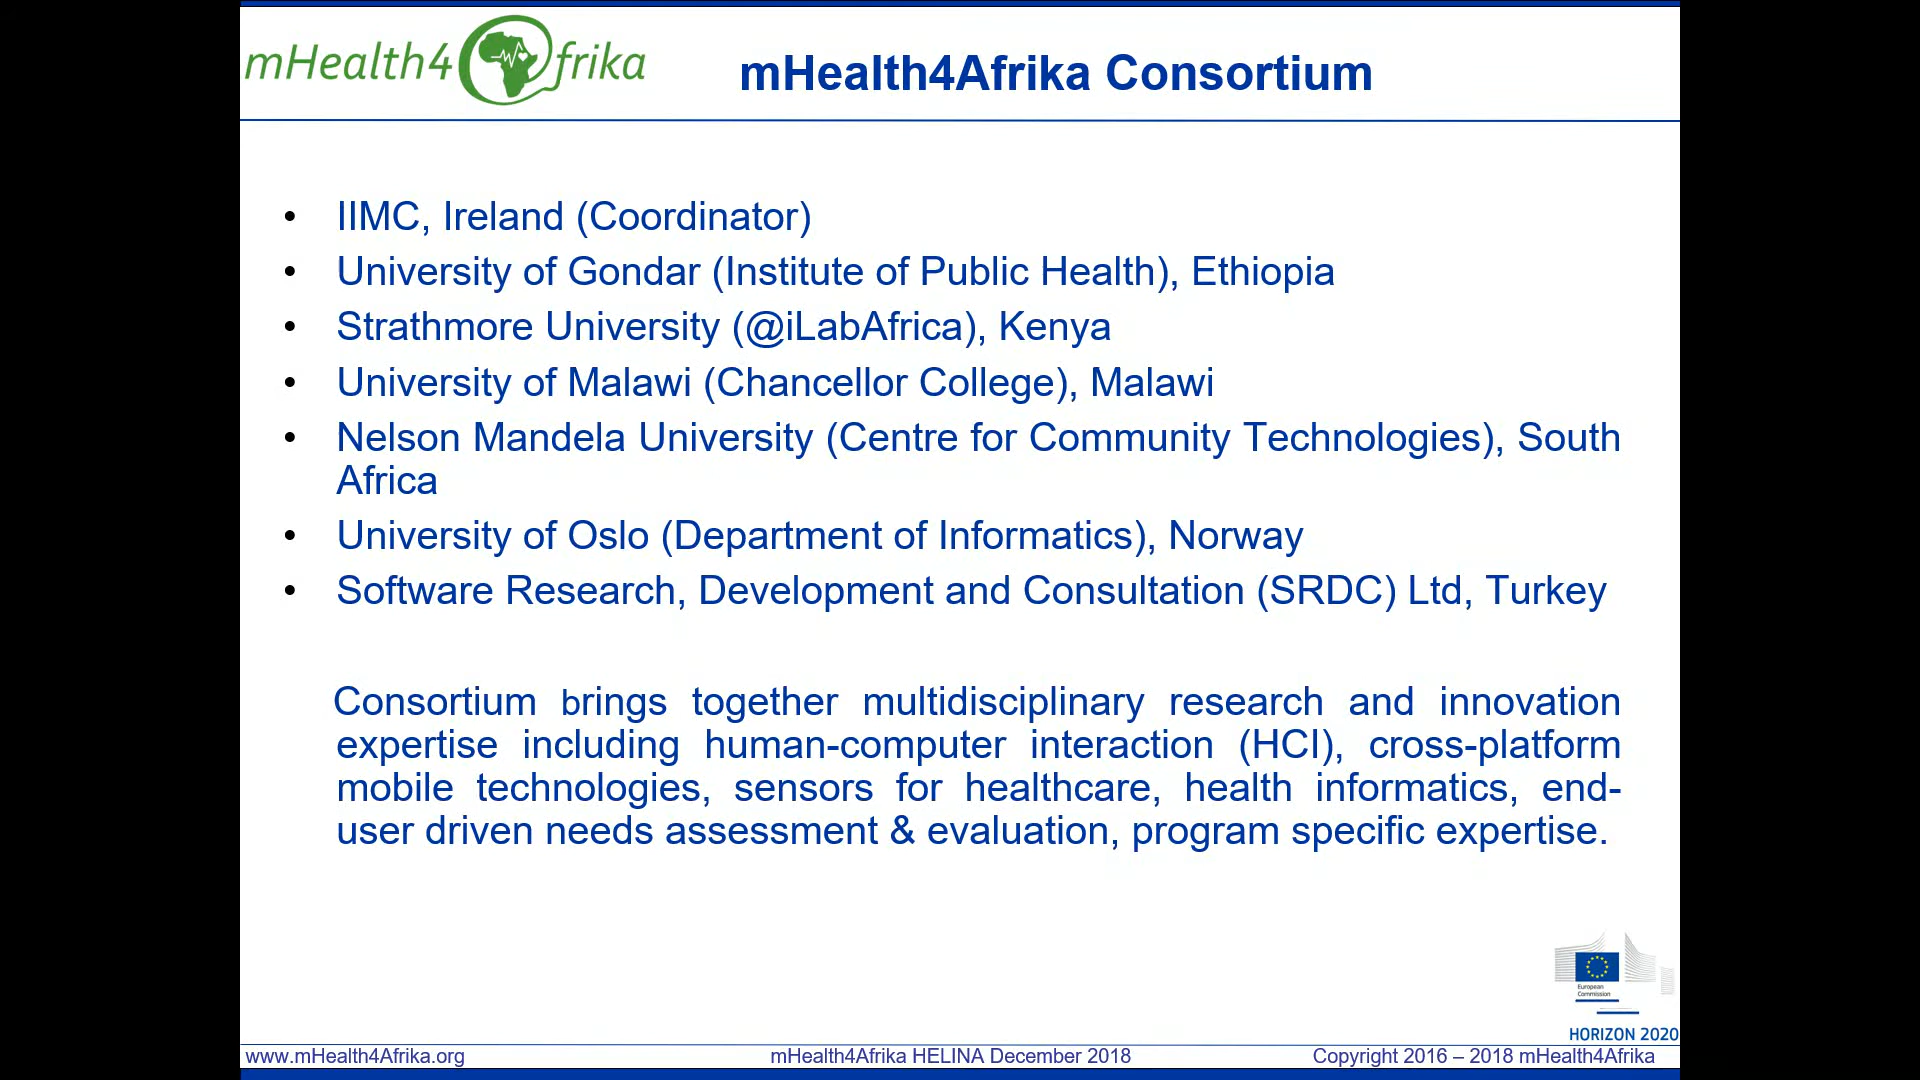 mHealth4Afrika
mHealth4Afrika Consortium
• IIMC, Ireland (Coordinator)
• University of Gondar (Institute of Public Health), Ethiopia
• Strathmore University (@iLabAfrica), Kenya
• University of Malawi (Chancellor College), Malawi
• Nelson Mandela University (Centre for Community Technologies), South
Africa
• University of Oslo (Department of Informatics), Norway
• Software Research, Development and Consultation (SRDC) Ltd, Turkey
Consortium brings together multidisciplinary research and innovation
expertise including human-computer interaction (HCI), cross-platform
mobile technologies, sensors for healthcare, health informatics, end-
user driven needs assessment & evaluation, program specific expertise.
European
Commission
HORIZON 2020
www.mHealth4Afrika.org
mHealth4Afrika HELINA December 2018
Copyright 2016 – 2018 mHealth4Afrika